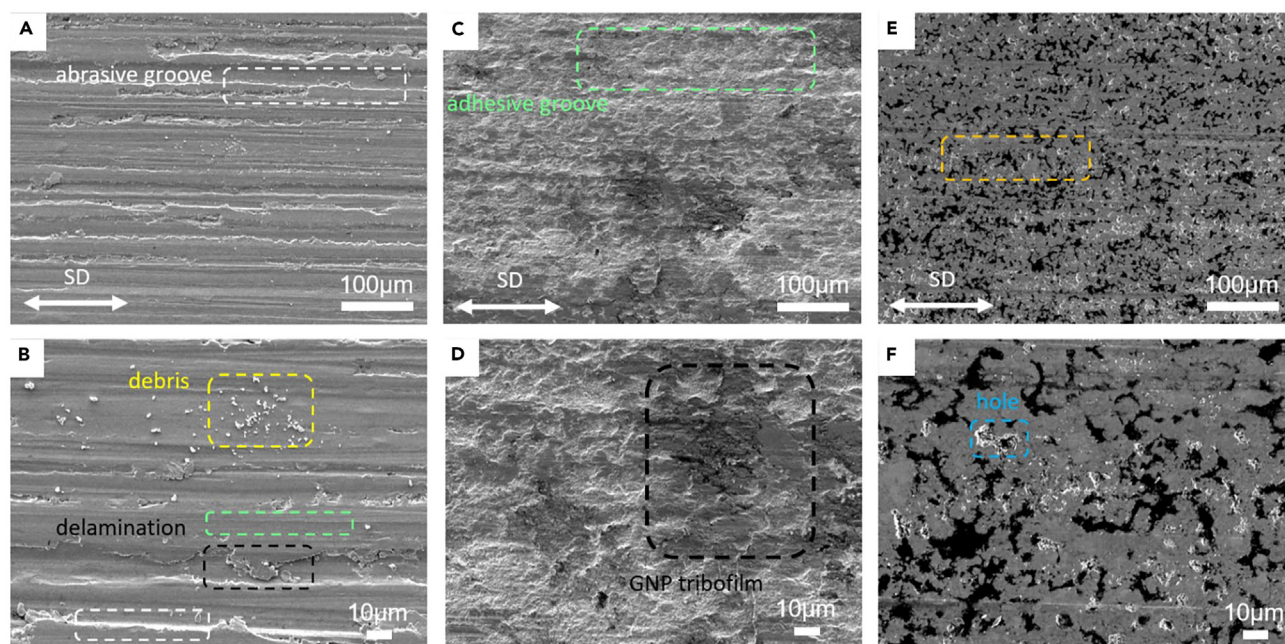 A
abrasive groove
SD
100µm
C
adhesive groove
SD
100µm
E
SD
100µm
B
debris
delamination
10µm
D
GNP tribofilm
10µm
F
hole
10µm